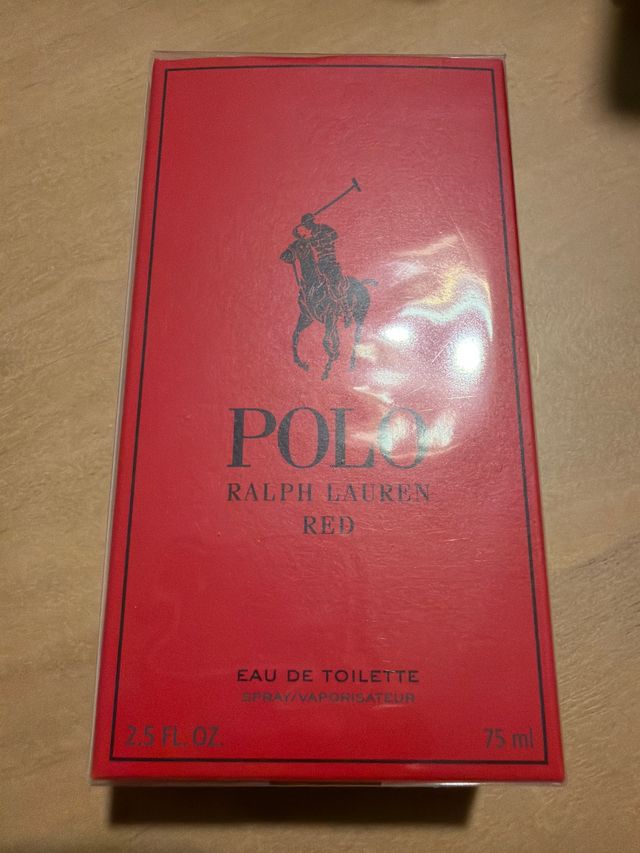 POLO
RALPH LAUREN
RED
EAU DE TOILETTE
SPRAY/VAPORISATEUR
2.5 FL. OZ. 75 ml